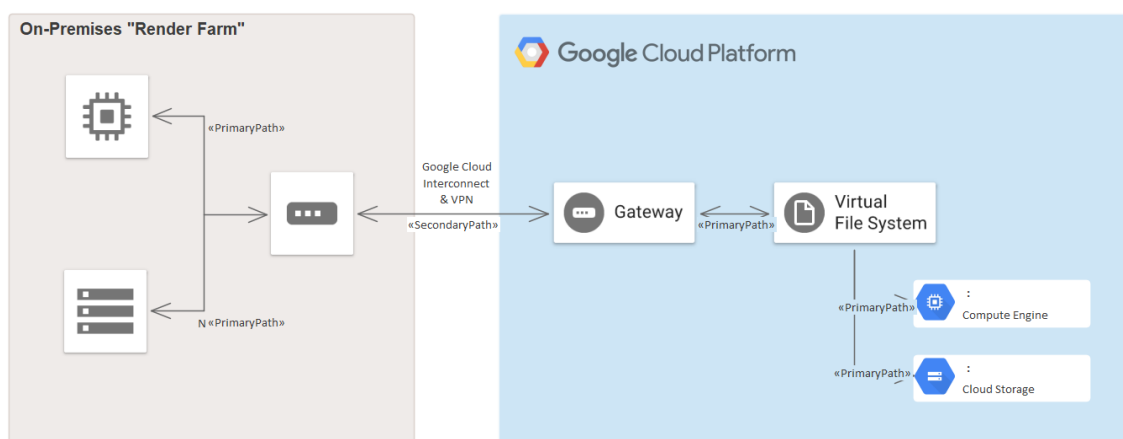 On-Premises "Render Farm"
«PrimaryPath»
N «PrimaryPath»
Google Cloud
Interconnect
& VPN
«SecondaryPath»
Google Cloud Platform
Gateway
«PrimaryPath»
Virtual
File System
«PrimaryPath»
:
Compute Engine
«PrimaryPath»
:
Cloud Storage